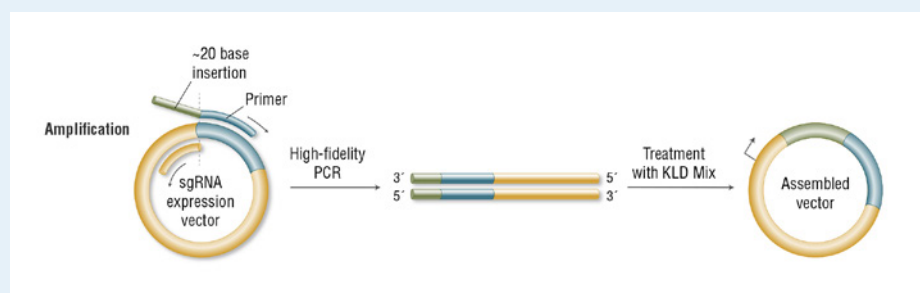 ~20 base
insertion
Primer
Amplification
sgRNA
expression
vector
High-fidelity
PCR
3´ 5´
5´ 3´
Treatment
with KLD Mix
Assembled
vector